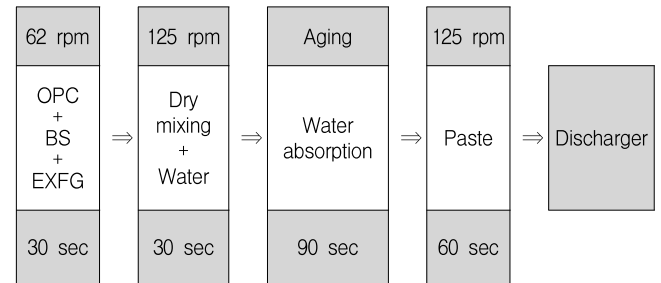 62 rpm
OPC
+
BS
+
EXFG
30 sec
⇒
125 rpm
Dry
mixing
+
Water
30 sec
⇒
Aging
Water
absorption
90 sec
⇒
125 rpm
Paste
60 sec
⇒
Discharger